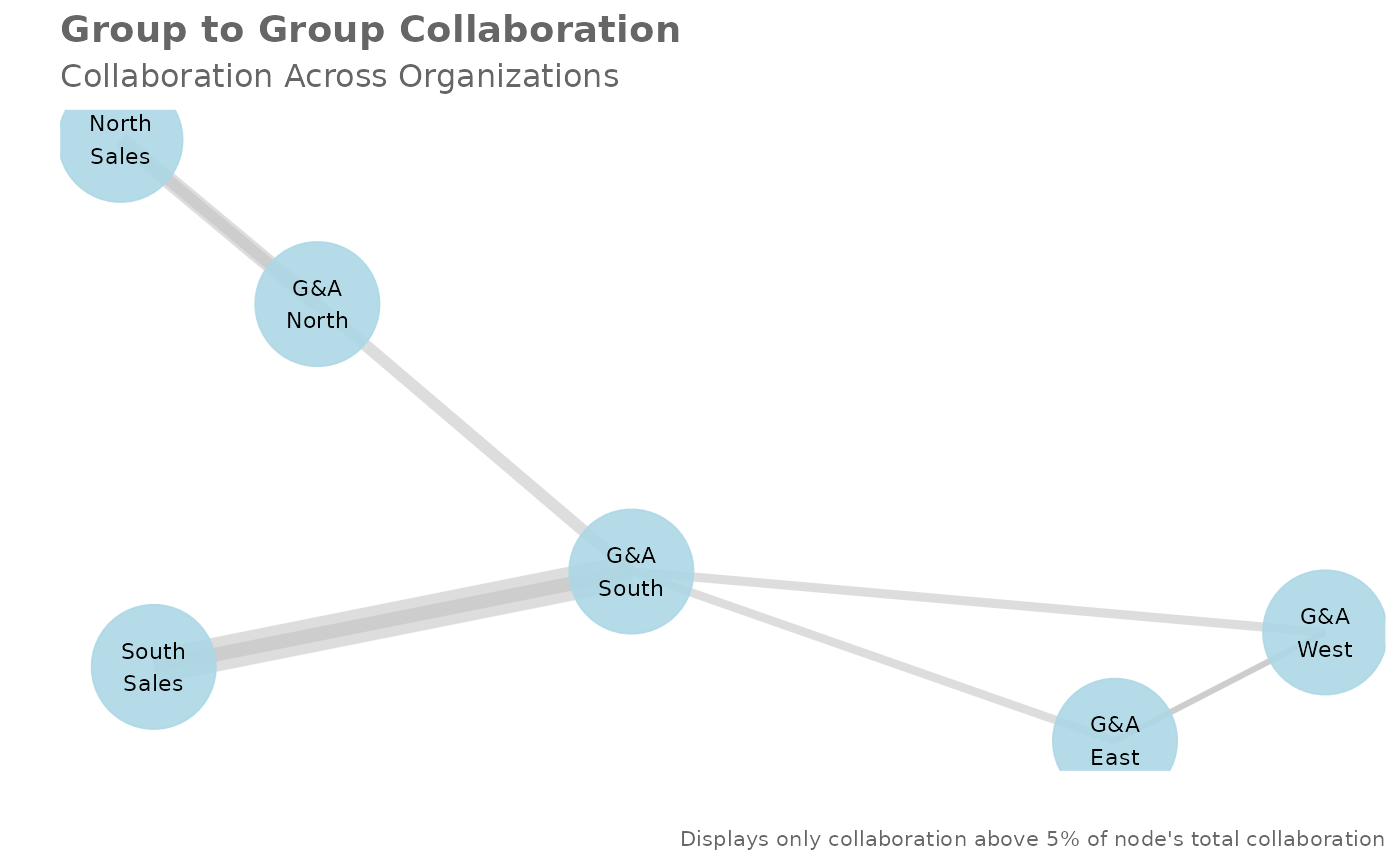 Group to Group Collaboration
Collaboration Across Organizations
North
Sales
G&A
North
G&A
South
G&A
West
South
Sales
G&A
East
Displays only collaboration above 5% of node's total collaboration